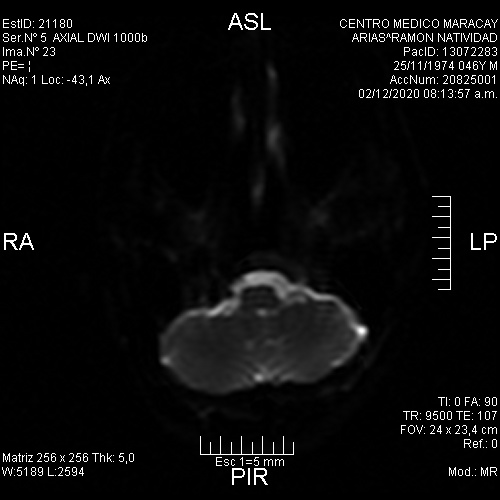 EstID: 21180
Ser.Nº 5 AXIAL DWI 1000b
Ima.Nº 23
PE= ¦
NAq: 1 Loc: -43,1 Ax
ASL
CENTRO MEDICO MARACAY
ARIAS^RAMON NATIVIDAD
PacID: 13072283
25/11/1974 046Y M
AccNum: 20825001
02/12/2020 08:13:57 a.m.
RA
LP
TI: 0 FA: 90
TR: 9500 TE: 107
FOV: 24 x 23,4 cm
Ref.: 0
Matriz 256 x 256 Thk: 5,0
W:5189 L:2594
Esc 1=5 mm
PIR
Mod.: MR